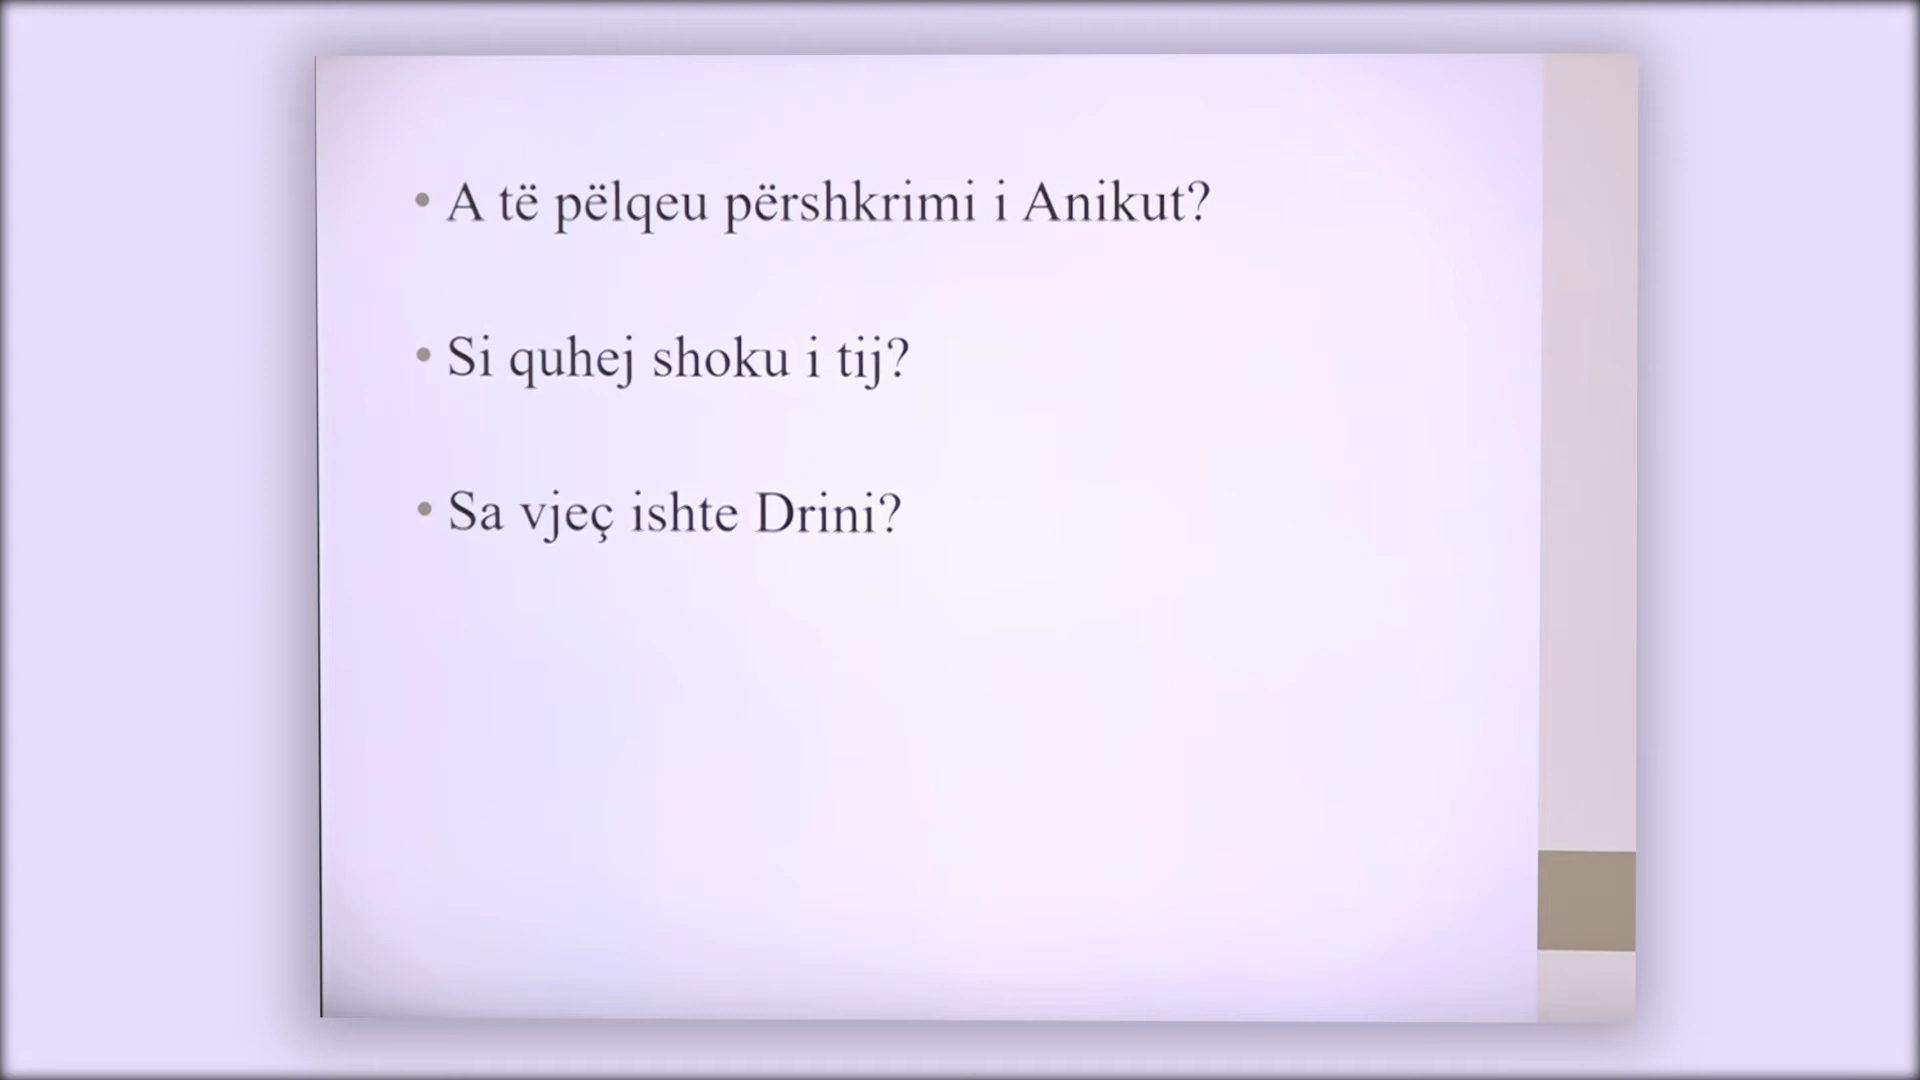 • A të pëlqeu përshkrimi i Anikut?
• Si quhej shoku i tij?
• Sa vjeç ishte Drini?